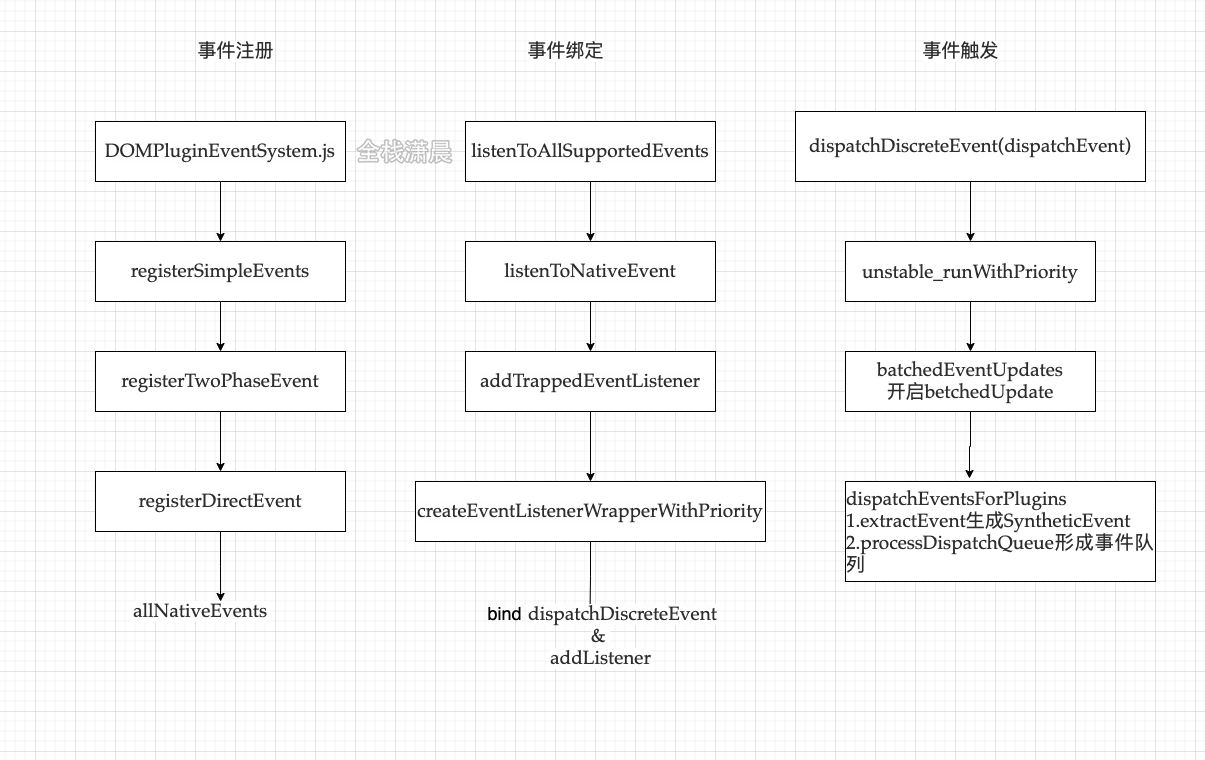 事件注册
事件绑定
事件触发
DOMPluginEventSystem.js
registerSimpleEvents
registerTwoPhaseEvent
registerDirectEvent
allNativeEvents
全栈潇晨
listenToAllSupportedEvents
listenToNativeEvent
addTrappedEventListener
createEventListenerWrapperWithPriority
bind dispatchDiscreteEvent
&
addListener
dispatchDiscreteEvent(dispatchEvent)
unstable_runWithPriority
batchedEventUpdates
开启betchedUpdate
dispatchEventsForPlugins
1.extractEvent生成SyntheticEvent
2.processDispatchQueue形成事件队
列